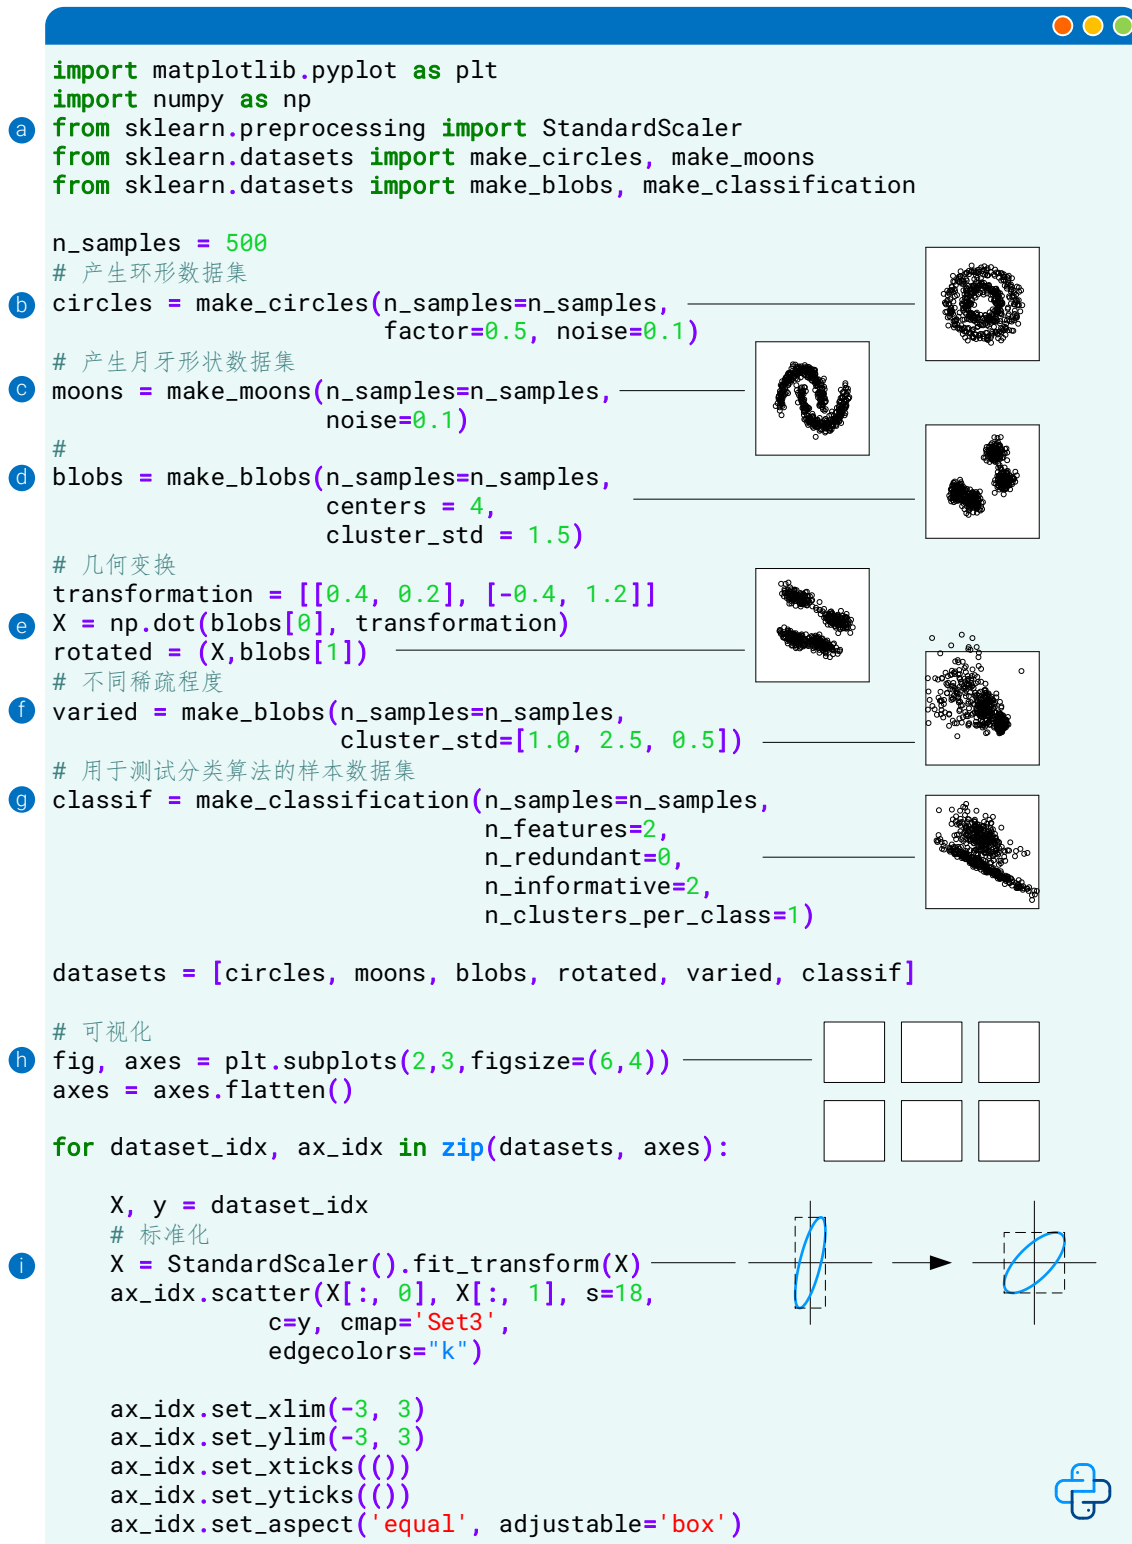 import matplotlib.pyplot as plt
import numpy as np
a from sklearn.preprocessing import StandardScaler
from sklearn.datasets import make_circles, make_moons
from sklearn.datasets import make_blobs, make_classification
n_samples = 500
# 产生环形数据集
b circles = make_circles(n_samples=n_samples,
factor=0.5, noise=0.1)
# 产生月牙形状数据集
c moons = make_moons(n_samples=n_samples,
noise=0.1)
#
d blobs = make_blobs(n_samples=n_samples,
centers = 4,
cluster_std = 1.5)
# 几何变换
transformation = [[0.4, 0.2], [-0.4, 1.2]]
e X = np.dot(blobs[0], transformation)
rotated = (X,blobs[1])
# 不同稀疏程度
f varied = make_blobs(n_samples=n_samples,
cluster_std=[1.0, 2.5, 0.5])
# 用于测试分类算法的样本数据集
g classif = make_classification(n_samples=n_samples,
n_features=2,
n_redundant=0,
n_informative=2,
n_clusters_per_class=1)
datasets = [circles, moons, blobs, rotated, varied, classif]
# 可视化
h fig, axes = plt.subplots(2,3,figsize=(6,4))
axes = axes.flatten()
for dataset_idx, ax_idx in zip(datasets, axes):
X, y = dataset_idx
# 标准化
i X = StandardScaler().fit_transform(X)
ax_idx.scatter(X[:, 0], X[:, 1], s=18,
c=y, cmap='Set3',
edgecolors="k")
ax_idx.set_xlim(-3, 3)
ax_idx.set_ylim(-3, 3)
ax_idx.set_xticks(())
ax_idx.set_yticks(())
ax_idx.set_aspect('equal', adjustable='box')